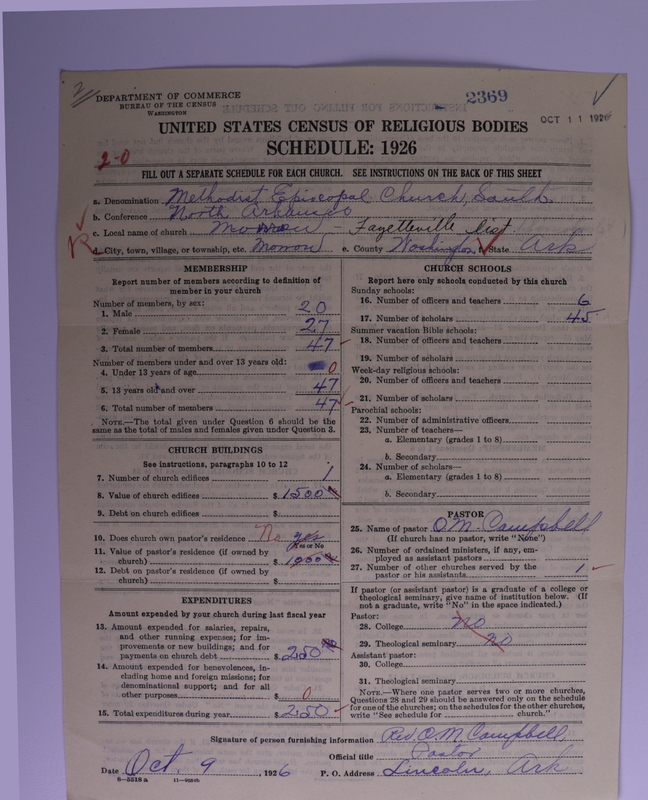 2369
DEPARTMENT OF COMMERCE
BUREAU OF THE CENSUS
WASHINGTON
OCT 11 1926
UNITED STATES CENSUS OF RELIGIOUS BODIES
SCHEDULE: 1926
2-0
FILL OUT A SEPARATE SCHEDULE FOR EACH CHURCH. SEE INSTRUCTIONS ON THE BACK OF THIS SHEET
a. Denomination Methodist Episcopal Church, South
b. Conference North Arkansas
c. Local name of church Morrow - Fayetteville Dist
d. City, town, village, or township, etc. Morrow e. County Washington f. State Ark
MEMBERSHIP
Report number of members according to definition of
member in your church
Number of members, by sex:
1. Male 20
2. Female 27
3. Total number of members 47
Number of members under and over 13 years old:
4. Under 13 years of age 0
5. 13 years old and over 47
6. Total number of members 47
NOTE.—The total given under Question 6 should be the
same as the total of males and females given under Question 3.
CHURCH BUILDINGS
See instructions, paragraphs 10 to 12
7. Number of church edifices 1
8. Value of church edifices $1500
9. Debt on church edifices $
10. Does church own pastor's residence? No yes
Yes or No
11. Value of pastor's residence (if owned by
church) $1000
12. Debt on pastor's residence (if owned by
church) $
EXPENDITURES
Amount expended by your church during last fiscal year
13. Amount expended for salaries, repairs,
and other running expenses; for im-
provements or new buildings; and for
payments on church debt $250
14. Amount expended for benevolences, in-
cluding home and foreign missions; for
denominational support; and for all
other purposes $0
15. Total expenditures during year $250
CHURCH SCHOOLS
Report here only schools conducted by this church
Sunday schools:
16. Number of officers and teachers 6
17. Number of scholars 45
Summer vacation Bible schools:
18. Number of officers and teachers
19. Number of scholars
Week-day religious schools:
20. Number of officers and teachers
21. Number of scholars
Parochial schools:
22. Number of administrative officers
23. Number of teachers—
a. Elementary (grades 1 to 8)
b. Secondary
24. Number of scholars—
a. Elementary (grades 1 to 8)
b. Secondary
PASTOR
25. Name of pastor O.M. Campbell
(If church has no pastor, write "None")
26. Number of ordained ministers, if any, em-
ployed as assistant pastors
27. Number of other churches served by the
pastor or his assistants 1
If pastor (or assistant pastor) is a graduate of a college or
theological seminary, give name of institution below. (If
not a graduate, write "No" in the space indicated.)
Pastor:
28. College no
29. Theological seminary no
Assistant pastor:
30. College
31. Theological seminary
NOTE.—Where one pastor serves two or more churches,
Questions 28 and 29 should be answered only on the schedule
for one of the churches; on the schedules for the other churches,
write "See schedule for church."
Signature of person furnishing information Rev. O.M. Campbell
Official title Pastor
Date Oct. 9, 1926 P. O. Address Lincoln, Ark
8-5518a